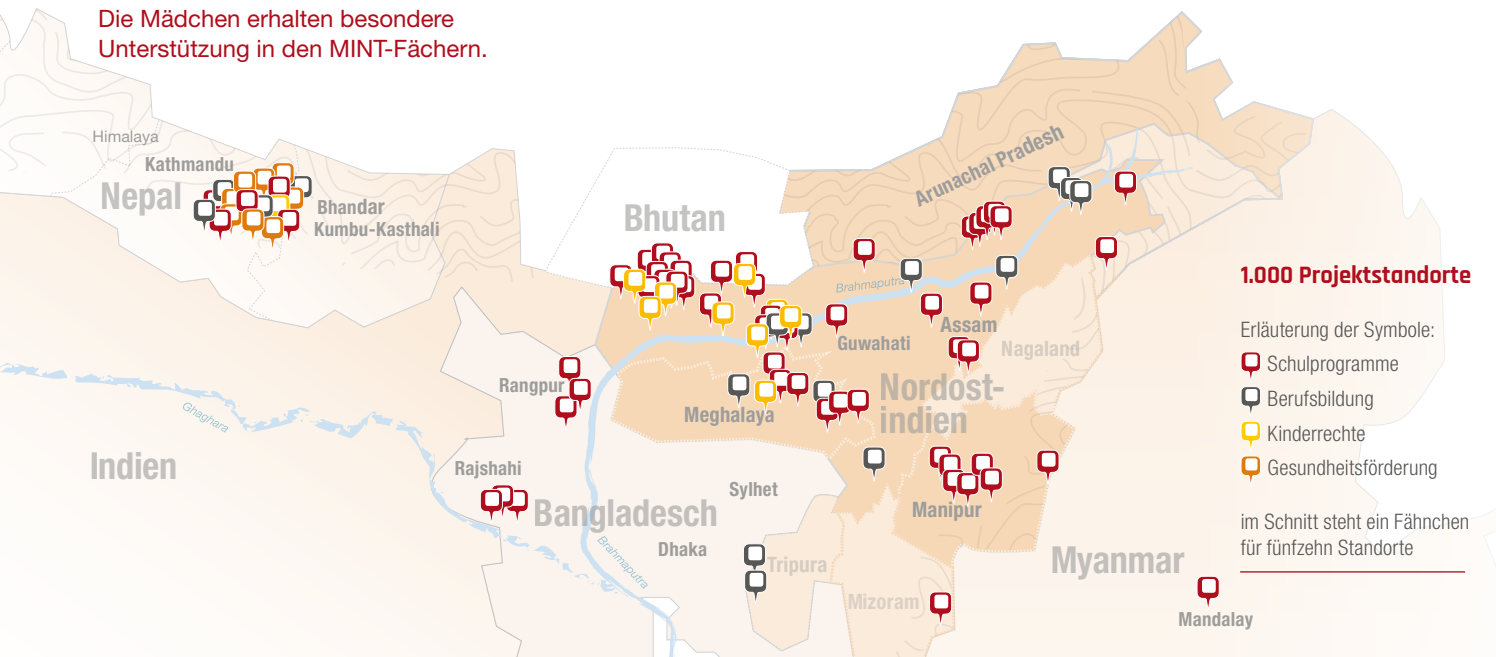 Die Mädchen erhalten besondere
Unterstützung in den MINT-Fächern.
Himalaya
Kathmandu
Nepal
Bhandar
Kumbu-Kasthali
Bhutan
Arunachal Pradesh
Brahmaputra
Guwahati
Assam
Nagaland
Rangpur
Meghalaya
Nordost-
indien
Ghaghara
Indien
Rajshahi
Sylhet
Bangladesch
Dhaka
Brahmaputra
Tripura
Manipur
Mizoram
Myanmar
Mandalay
1.000 Projektstandorte
Erläuterung der Symbole:
Schulprogramme
Berufsbildung
Kinderrechte
Gesundheitsförderung
im Schnitt steht ein Fähnchen
für fünfzehn Standorte